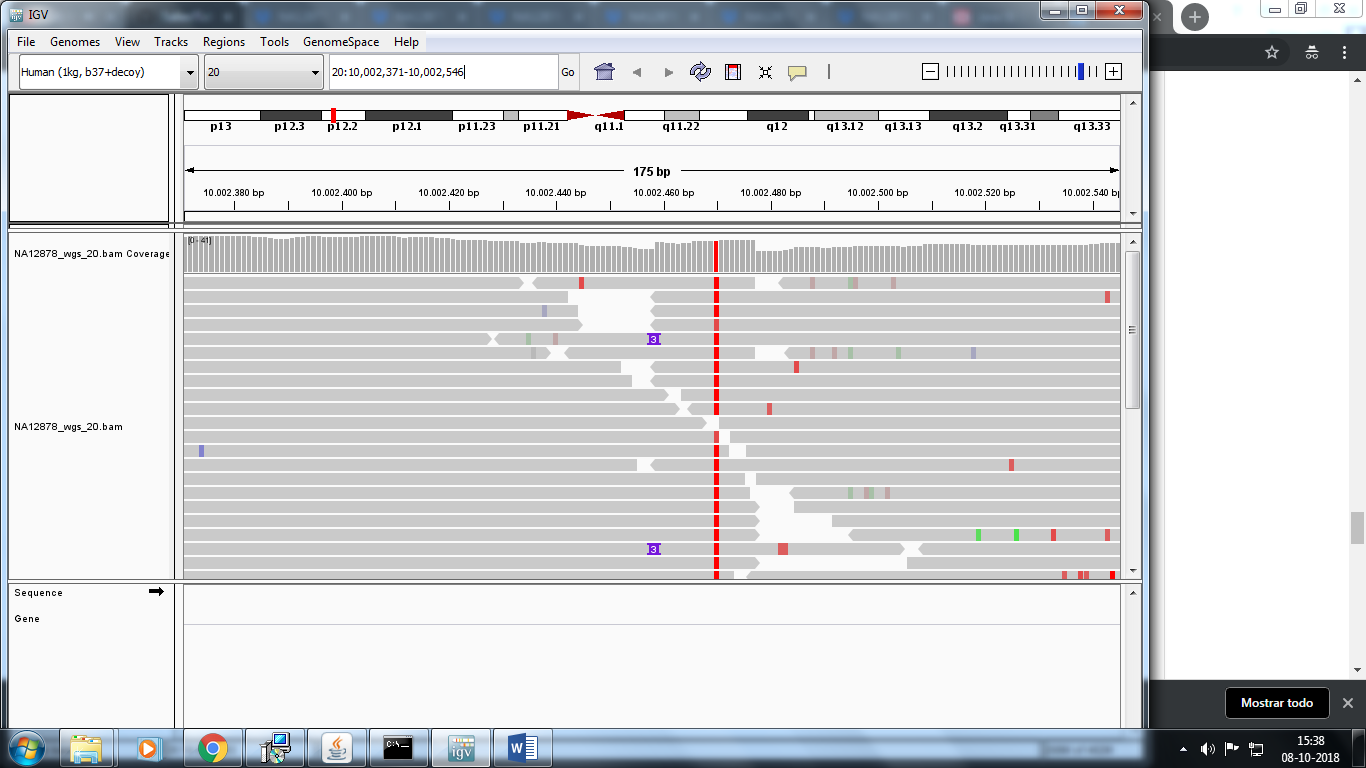 IGV
File Genomes View Tracks Regions Tools GenomeSpace Help
Human (1kg, b37+decoy) 20 20:10,002,371-10,002,546 Go
p13 p12.3 p12.2 p12.1 p11.23 p11.21 q11.1 q11.22 q12 q13.12 q13.13 q13.2 q13.31 q13.33
175 bp
10.002.380 bp 10.002.400 bp 10.002.420 bp 10.002.440 bp 10.002.460 bp 10.002.480 bp 10.002.500 bp 10.002.520 bp 10.002.540 bp
[0 - 41]
NA12878_wgs_20.bam Coverage
3
NA12878_wgs_20.bam
3
Sequence
Gene
Mostrar todo
C:\_
igv
W
15:38
08-10-2018